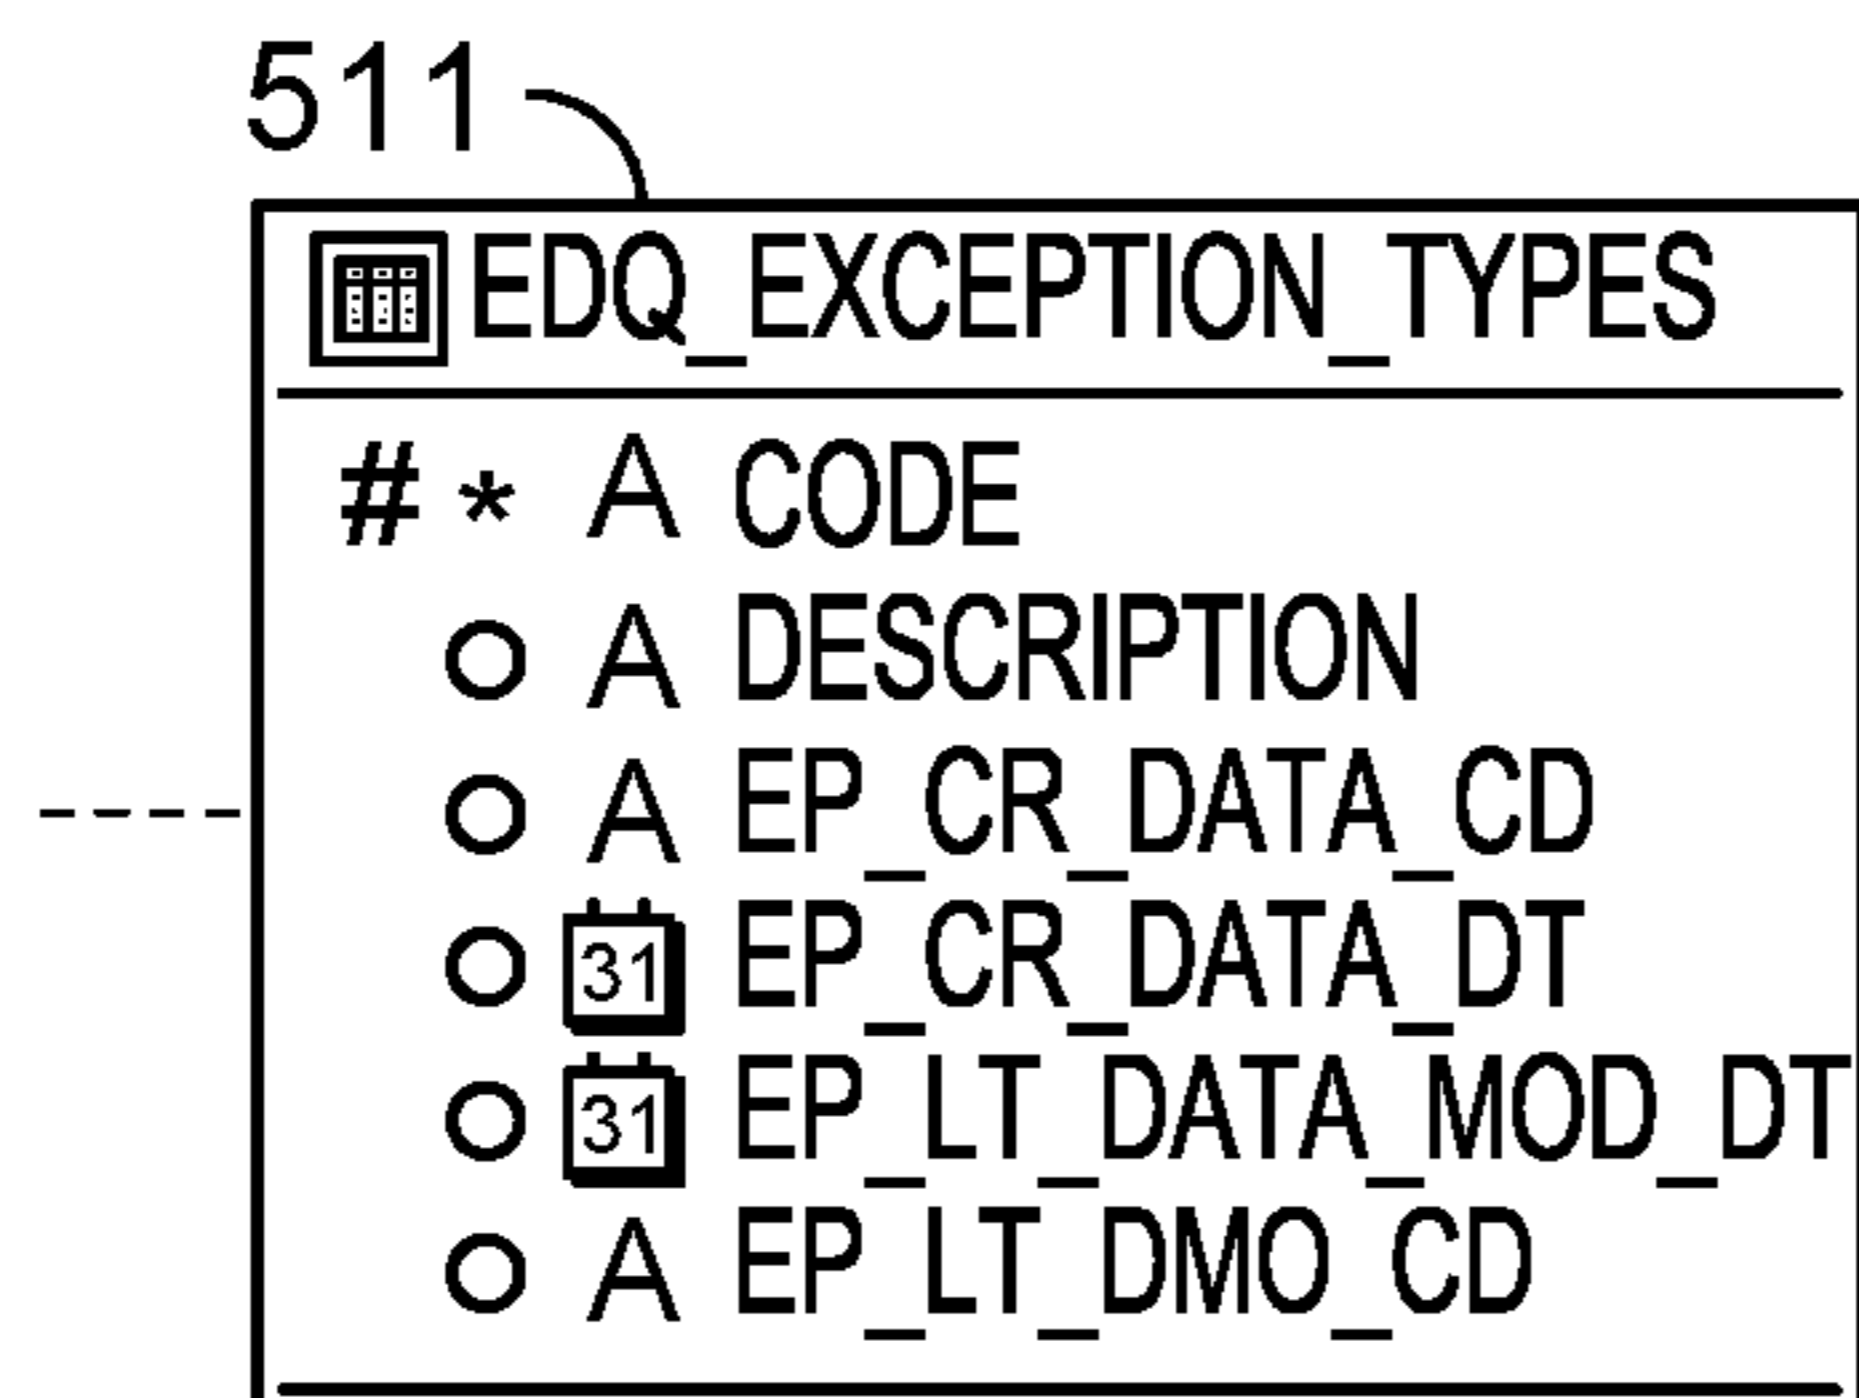 511
EDQ_EXCEPTION_TYPES
# * A CODE
O A DESCRIPTION
O A EP_CR_DATA_CD
O 31 EP_CR_DATA_DT
O 31 EP_LT_DATA_MOD_DT
O A EP_LT_DMO_CD